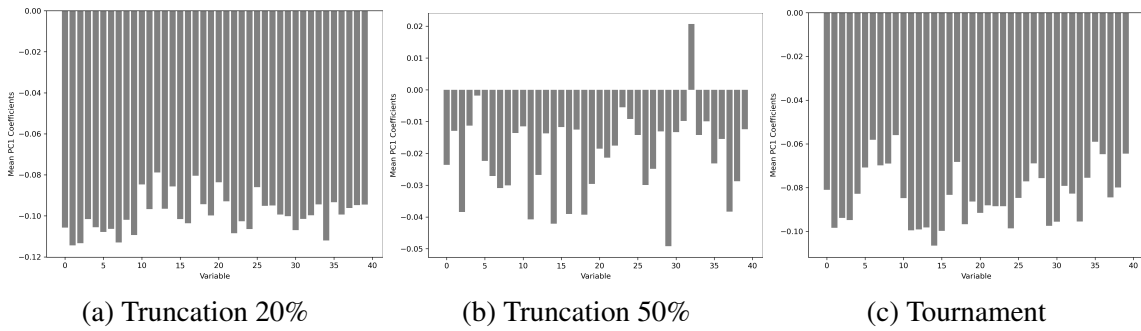 0.00
−0.02
−0.04
−0.06
−0.08
−0.10
−0.12
Mean PC1 Coefficients
0 5 10 15 20 25 30 35 40
Variable
(a) Truncation 20%
0.02
0.01
0.00
−0.01
−0.02
−0.03
−0.04
−0.05
Mean PC1 Coefficients
0 5 10 15 20 25 30 35 40
Variable
(b) Truncation 50%
0.00
−0.02
−0.04
−0.06
−0.08
−0.10
Mean PC1 Coefficients
0 5 10 15 20 25 30 35 40
Variable
(c) Tournament